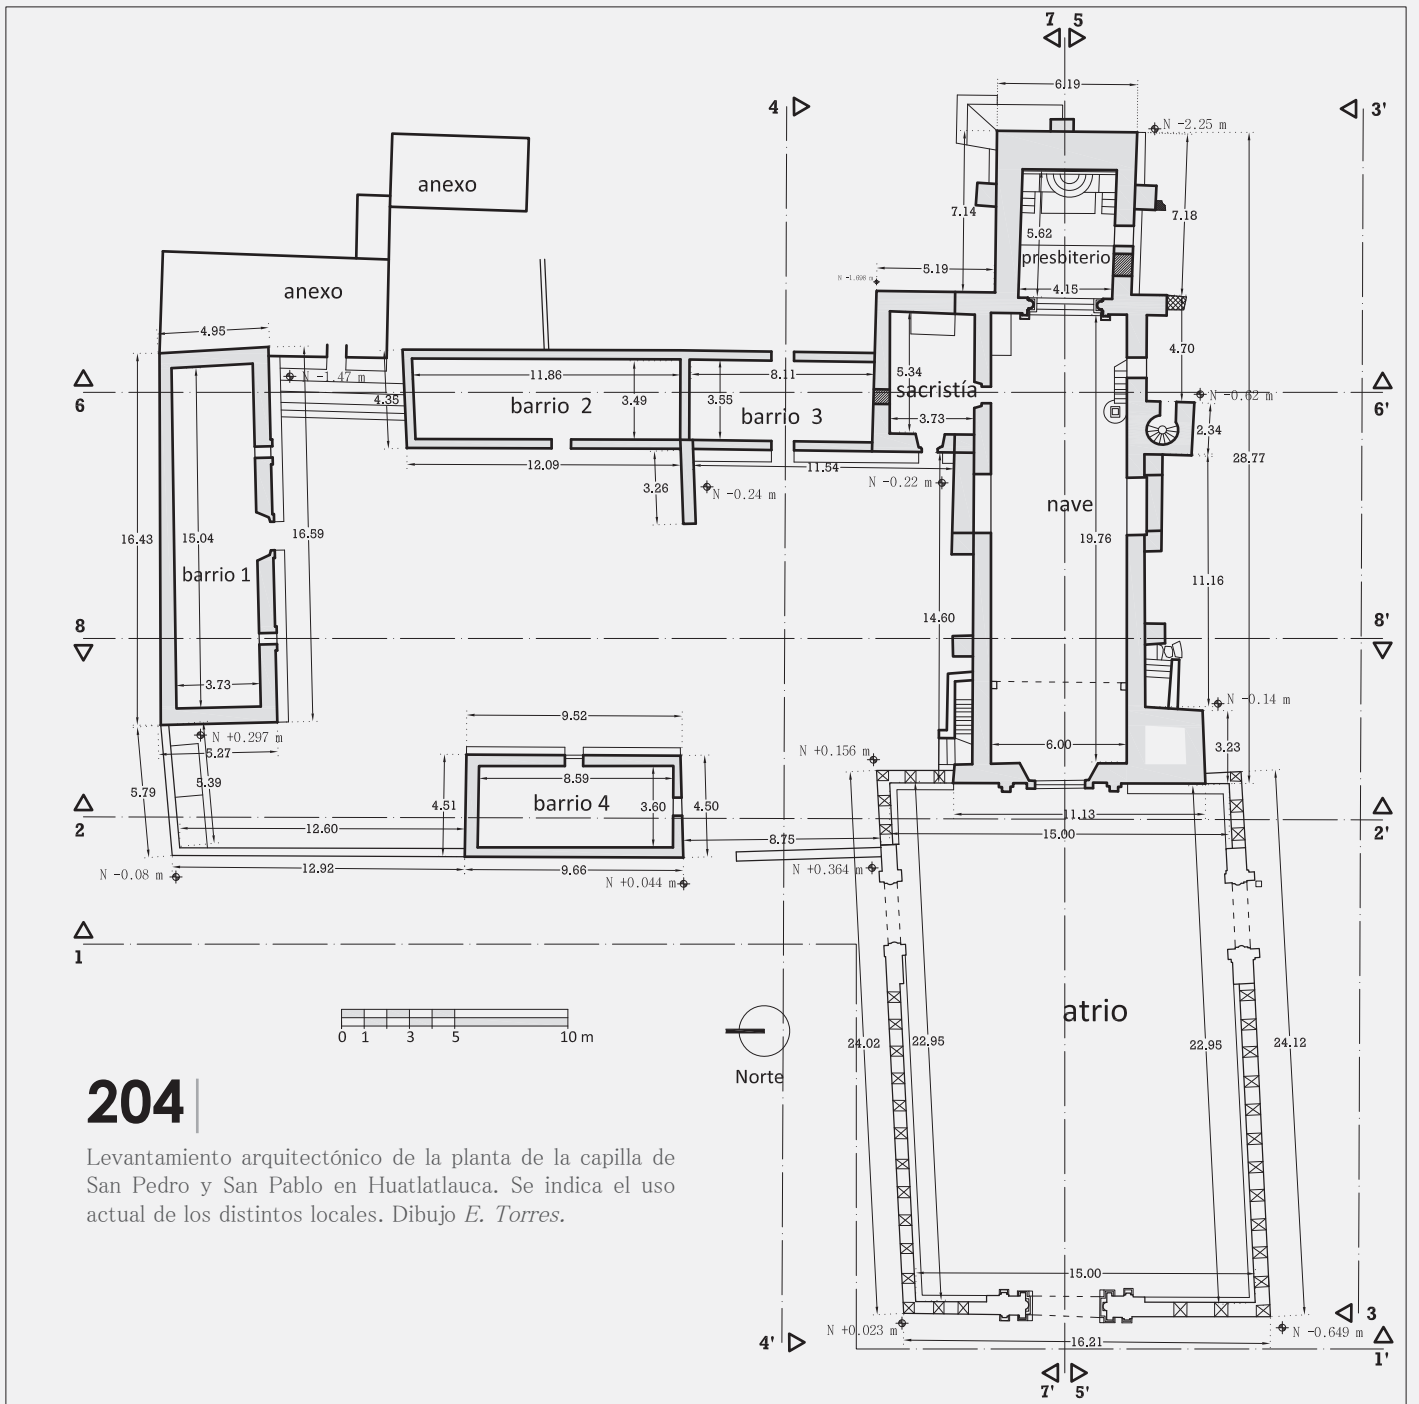 7 5
6.19
4
3'
N -2.25 m
anexo
7.14
7.18
5.62
presbiterio
5.19
4.15
anexo
4.95
N -1.47 m
11.86
8.11
5.34
4.70
6
4.35
barrio 2
3.49
3.55
barrio 3
sacristía
3.73
N -0.62 m
6'
2.34
12.09
11.54
28.77
3.26
N -0.24 m
N -0.22 m
nave
16.43
15.04
16.59
19.76
barrio 1
11.16
8
14.60
8'
3.73
N -0.14 m
9.52
N +0.297 m
5.27
N +0.156 m
6.00
3.23
5.79
5.39
8.59
4.51
barrio 4
3.60
4.50
2
12.60
8.75
11.13
15.00
2'
12.92
9.66
N -0.08 m
N +0.044 m
N +0.364 m
1
atrio
0 1 3 5 10 m
Norte
24.02
22.95
22.95
24.12
204
Levantamiento arquitectónico de la planta de la capilla de
San Pedro y San Pablo en Huatlatlauca. Se indica el uso
actual de los distintos locales. Dibujo E. Torres.
15.00
3
N +0.023 m
N -0.649 m
4'
16.21
1'
7' 5'